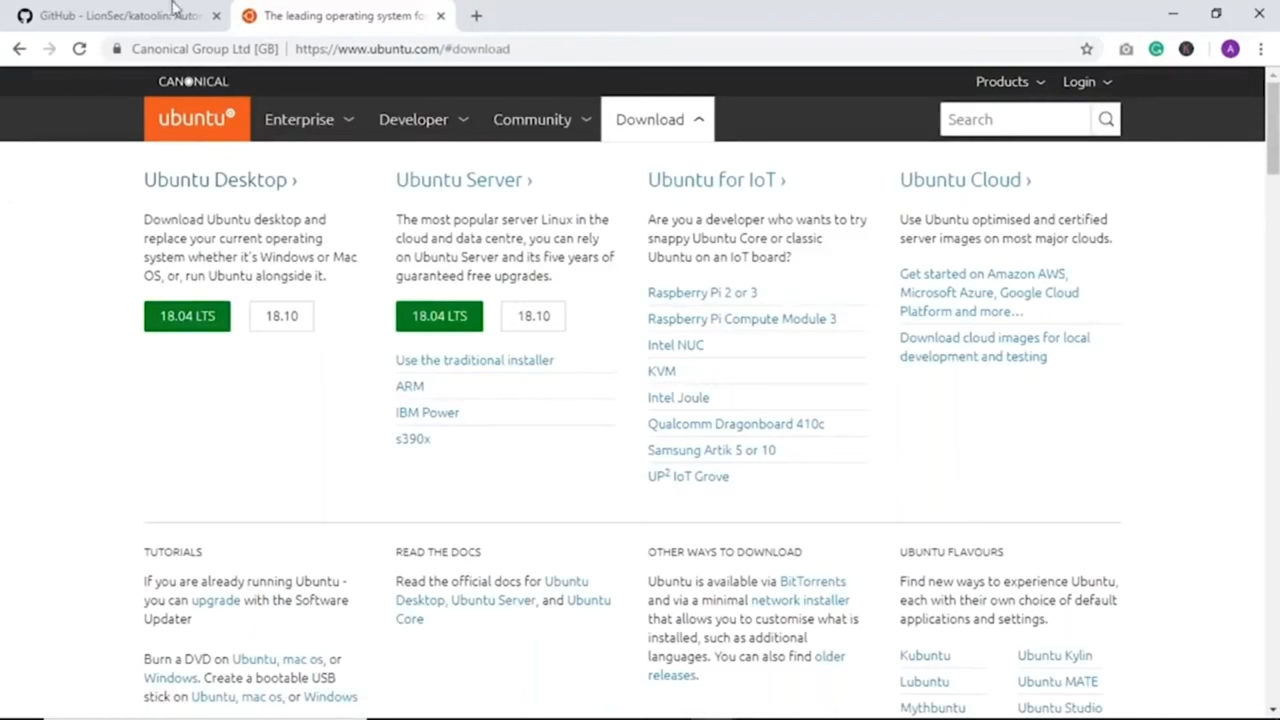 GitHub - LionSec/katoolin: Autor
The leading operating system fo
Canonical Group Ltd [GB] | https://www.ubuntu.com/#download
A
CANONICAL
Products
Login
ubuntu
Enterprise
Developer
Community
Download
Search
Ubuntu Desktop ›
Download Ubuntu desktop and
replace your current operating
system whether it's Windows or Mac
OS, or, run Ubuntu alongside it.
18.04 LTS
18.10
Ubuntu Server ›
The most popular server Linux in the
cloud and data centre, you can rely
on Ubuntu Server and its five years of
guaranteed free upgrades.
18.04 LTS
18.10
Use the traditional installer
ARM
IBM Power
s390x
Ubuntu for IoT ›
Are you a developer who wants to try
snappy Ubuntu Core or classic
Ubuntu on an IoT board?
Raspberry Pi 2 or 3
Raspberry Pi Compute Module 3
Intel NUC
KVM
Intel Joule
Qualcomm Dragonboard 410c
Samsung Artik 5 or 10
UP² IoT Grove
Ubuntu Cloud ›
Use Ubuntu optimised and certified
server images on most major clouds.
Get started on Amazon AWS,
Microsoft Azure, Google Cloud
Platform and more…
Download cloud images for local
development and testing
TUTORIALS
If you are already running Ubuntu -
you can upgrade with the Software
Updater
Burn a DVD on Ubuntu, mac os, or
Windows. Create a bootable USB
stick on Ubuntu, mac os, or Windows
READ THE DOCS
Read the official docs for Ubuntu
Desktop, Ubuntu Server, and Ubuntu
Core
OTHER WAYS TO DOWNLOAD
Ubuntu is available via BitTorrents
and via a minimal network installer
that allows you to customise what is
installed, such as additional
languages. You can also find older
releases.
UBUNTU FLAVOURS
Find new ways to experience Ubuntu,
each with their own choice of default
applications and settings.
Kubuntu
Ubuntu Kylin
Lubuntu
Ubuntu MATE
Mythbuntu
Ubuntu Studio